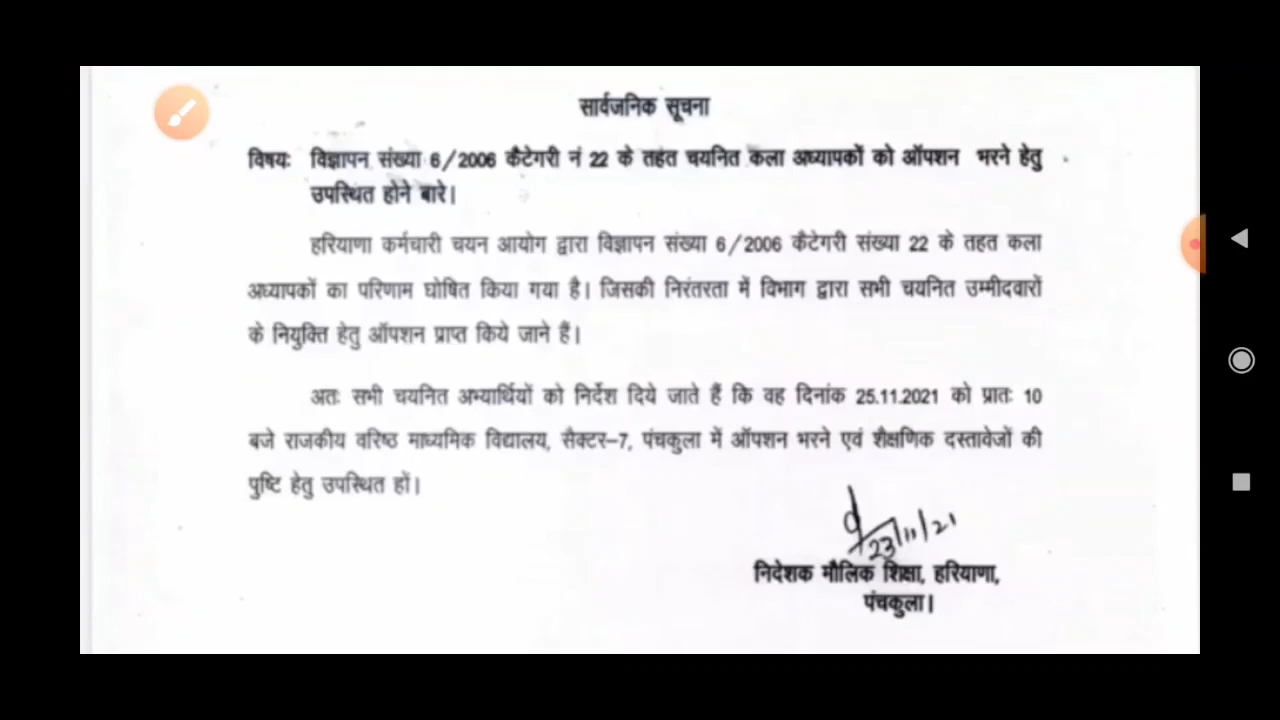 सार्वजनिक सूचना
विषयः विज्ञापन संख्या 6/2006 कैटेगरी नं 22 के तहत चयनित कला अध्यापकों को ऑपशन भरने हेतु
उपस्थित होने बारे।
हरियाणा कर्मचारी चयन आयोग द्वारा विज्ञापन संख्या 6/2006 कैटेगरी संख्या 22 के तहत कला
अध्यापकों का परिणाम घोषित किया गया है। जिसकी निरंतरता में विभाग द्वारा सभी चयनित उम्मीदवारों
के नियुक्ति हेतु ऑपशन प्राप्त किये जाने हैं।
अतः सभी चयनित अभ्यार्थियों को निर्देश दिये जाते हैं कि वह दिनांक 25.11.2021 को प्रातः 10
बजे राजकीय वरिष्ठ माध्यमिक विद्यालय, सैक्टर-7, पंचकुला में ऑपशन भरने एवं शैक्षणिक दस्तावेजों की
पुष्टि हेतु उपस्थित हों।
23/11/21
निदेशक मौलिक शिक्षा, हरियाणा,
पंचकुला।